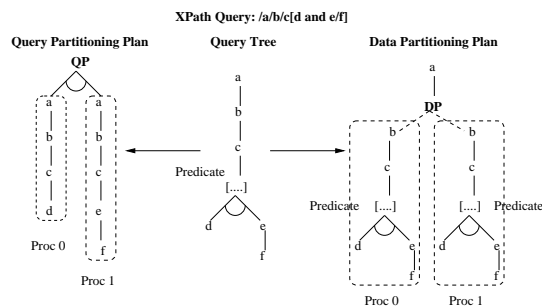 XPath Query: /a/b/c[d and e/f]
Query Partitioning Plan
Query Tree
Data Partitioning Plan
QP
a
a
b
b
c
c
d
e
f
Proc 0
Proc 1
a
b
c
Predicate
[....]
d
e
f
a
DP
b
b
c
c
Predicate
[....]
[....]
Predicate
d
e
d
e
f
f
Proc 0
Proc 1